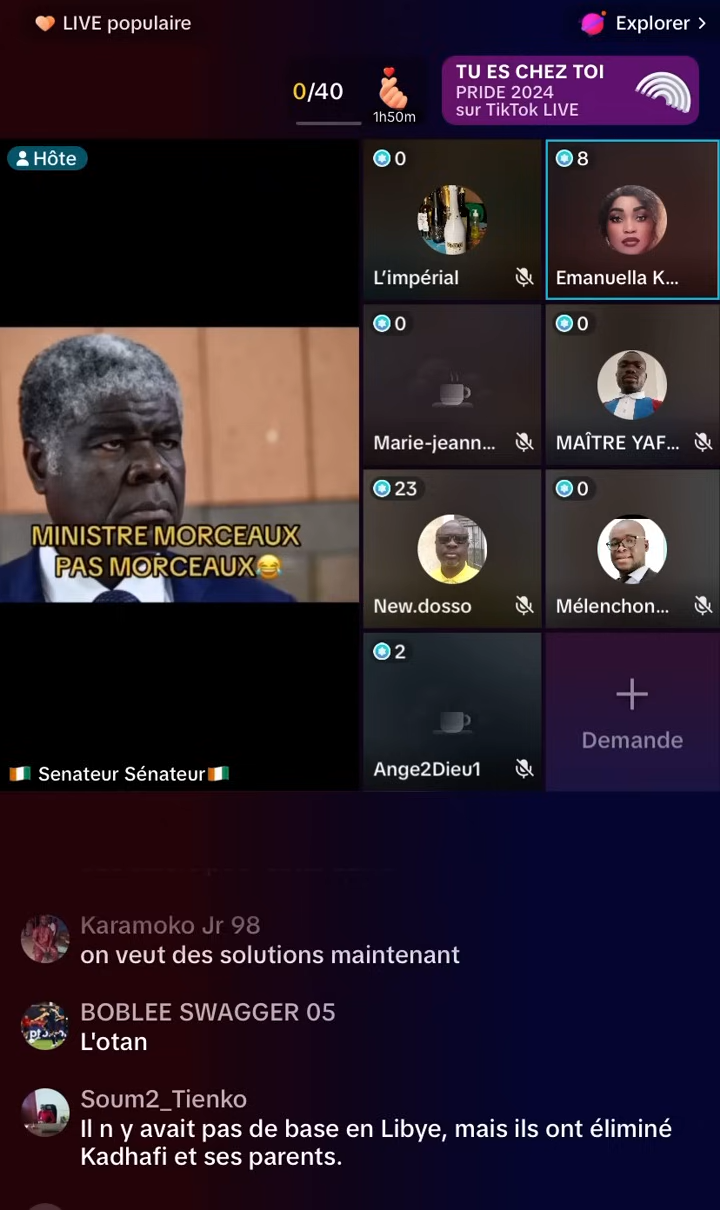 LIVE populaire
Explorer >
0/40
1h50m
TU ES CHEZ TOI
PRIDE 2024
sur TikTok LIVE
Hôte
MINISTRE MORCEAUX
PAS MORCEAUX😂
🇨🇮 Senateur Sénateur🇨🇮
0
L'impérial
8
Emanuella K...
0
Marie-jeann...
0
MAÎTRE YAF...
23
New.dosso
0
Mélenchon...
2
Ange2Dieu1
Demande
Karamoko Jr 98
on veut des solutions maintenant
BOBLEE SWAGGER 05
L'otan
Soum2_Tienko
Il n y avait pas de base en Libye, mais ils ont éliminé
Kadhafi et ses parents.